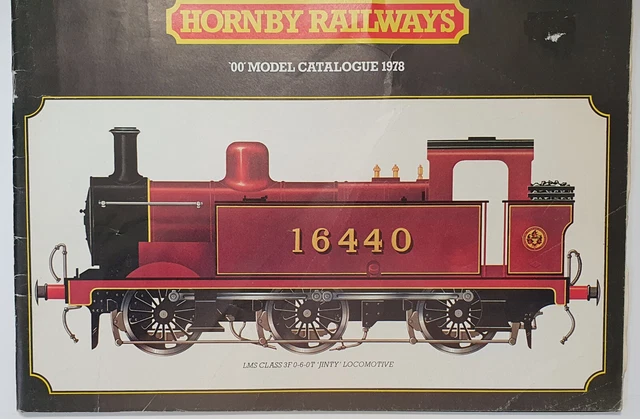 HORNBY RAILWAYS
'00' MODEL CATALOGUE 1978
16440
LMS CLASS 3F 0-6-0T 'JINTY' LOCOMOTIVE